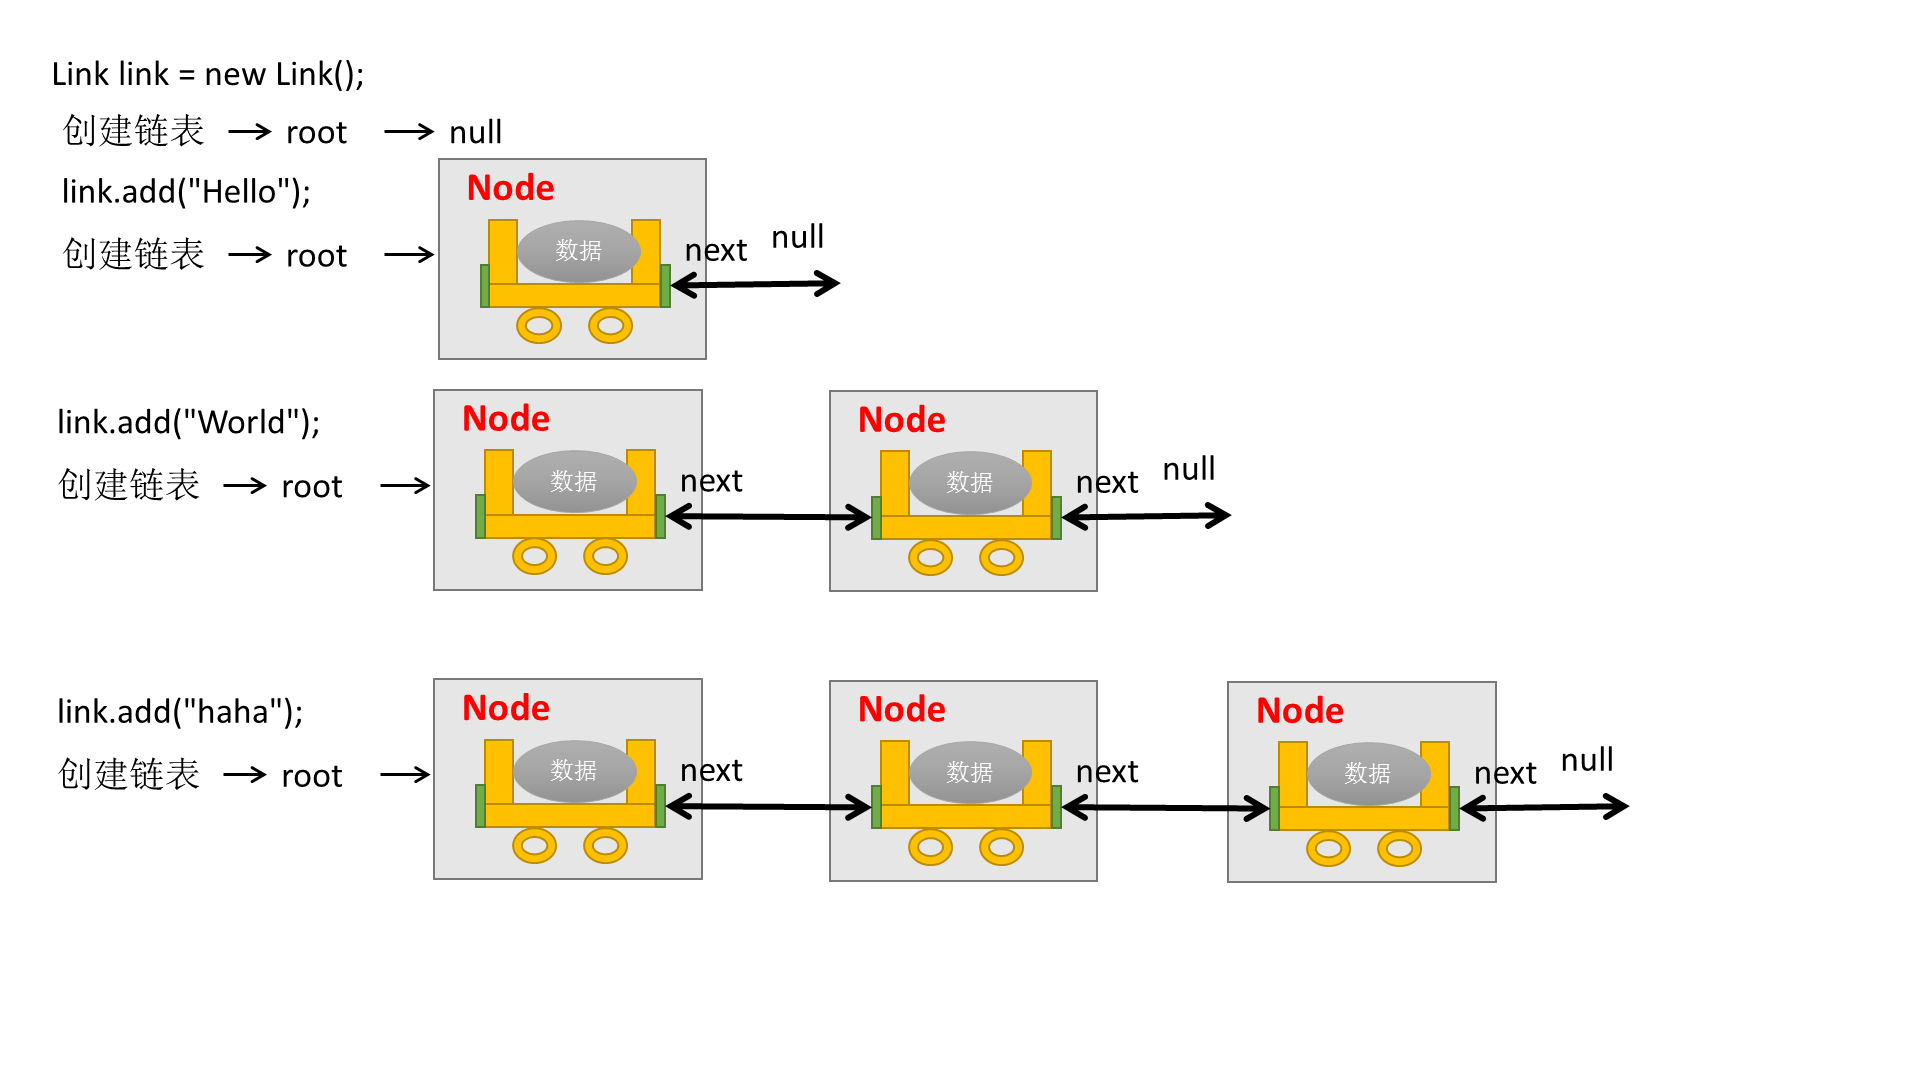 Link link = new Link();
创建链表 root null
link.add("Hello");
Node
创建链表 root 数据 next null
link.add("World");
Node Node
创建链表 root 数据 next 数据 next null
link.add("haha");
Node Node Node
创建链表 root 数据 next 数据 next 数据 next null